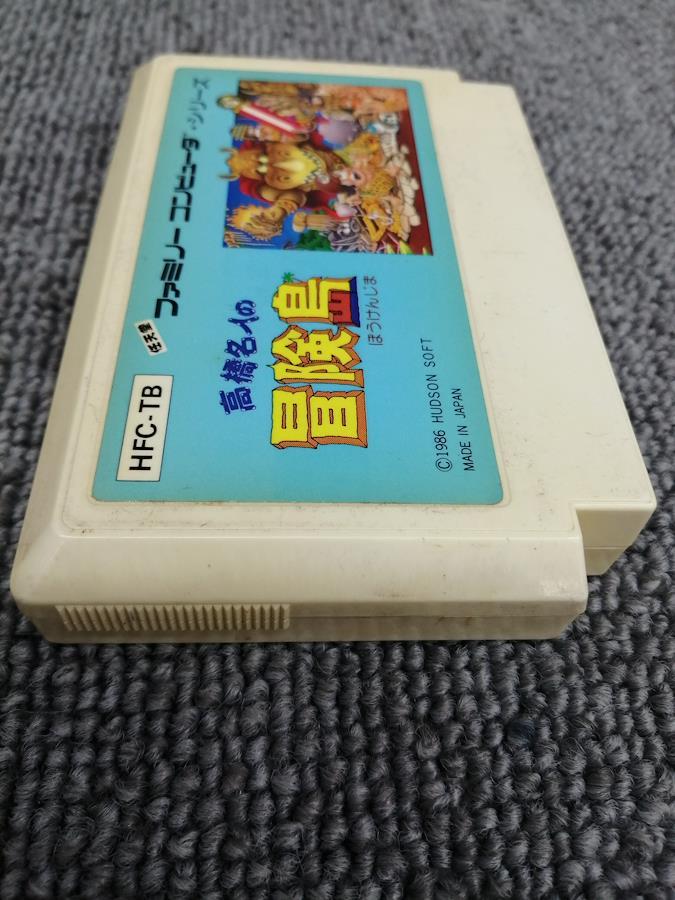 任天堂
ファミリー コンピュータ・シリーズ
HFC-TB
高橋名人の
冒険島
ぼうけんじま
©1986 HUDSON SOFT
MADE IN JAPAN